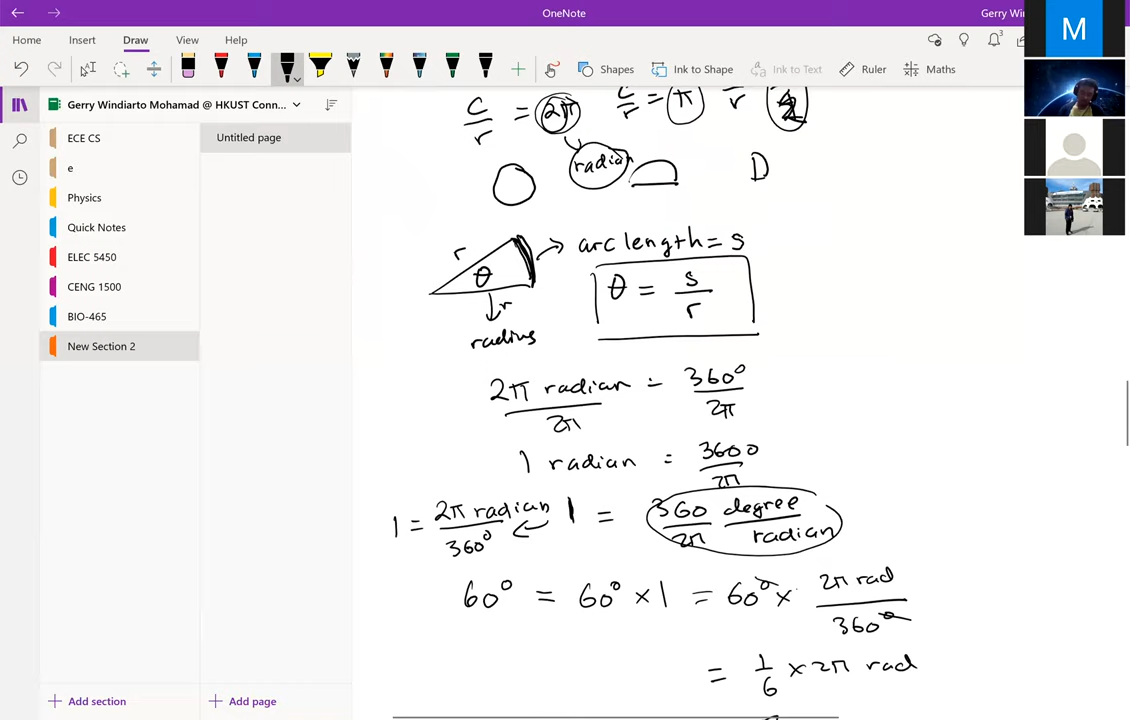 OneNote
Gerry Win
Home Insert Draw View Help
Shapes Ink to Shape Ink to Text Ruler Maths
Gerry Windiarto Mohamad @ HKUST Conn...
Untitled page
ECE CS
e
Physics
Quick Notes
ELEC 5450
CENG 1500
BIO-465
New Section 2
Add section
Add page
M
3
C/r = 2π
C/r = π
r
radian
D
r
θ
r
radius
arc length = s
θ = s/r
2π radian/2π = 360°/2π
1 radian = 360°/2π
1 = 2π radian/360°
1 = 360/2π degree/radian
60° = 60° × 1 = 60° × 2π rad/360°
= 1/6 × 2π rad